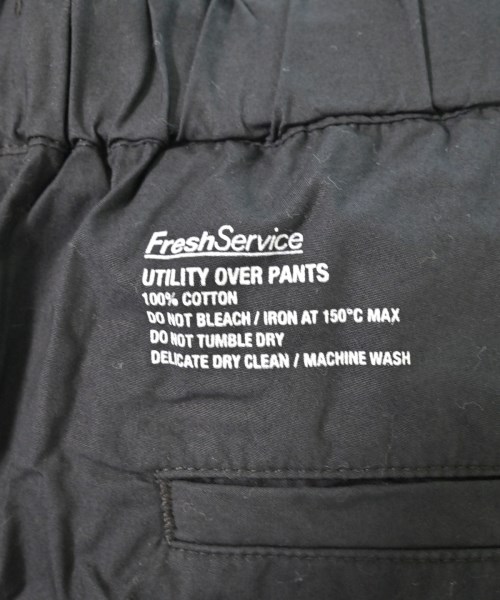 FreshService
UTILITY OVER PANTS
100% COTTON
DO NOT BLEACH / IRON AT 150°C MAX
DO NOT TUMBLE DRY
DELICATE DRY CLEAN / MACHINE WASH